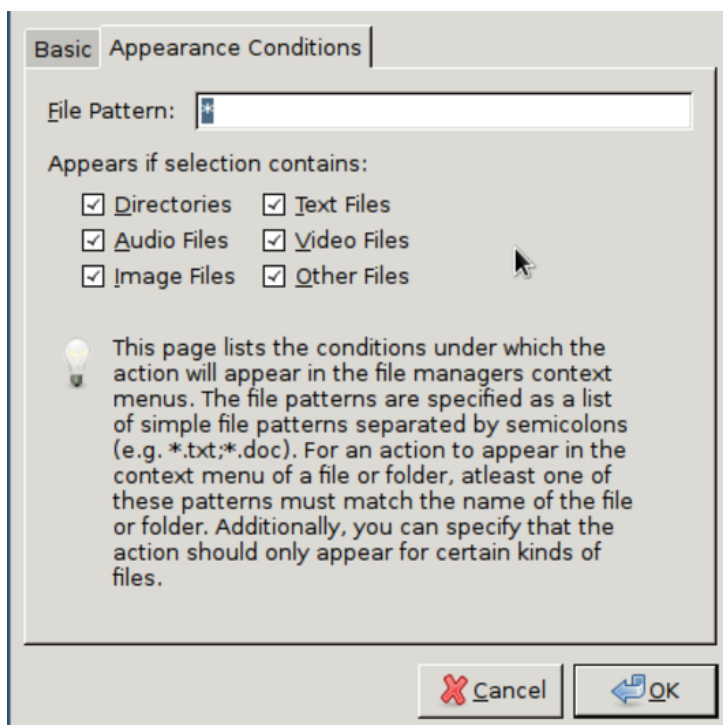 Basic Appearance Conditions
File Pattern: *
Appears if selection contains:
Directories Text Files
Audio Files Video Files
Image Files Other Files
This page lists the conditions under which the
action will appear in the file managers context
menus. The file patterns are specified as a list
of simple file patterns separated by semicolons
(e.g. *.txt;*.doc). For an action to appear in the
context menu of a file or folder, atleast one of
these patterns must match the name of the file
or folder. Additionally, you can specify that the
action should only appear for certain kinds of
files.
Cancel OK